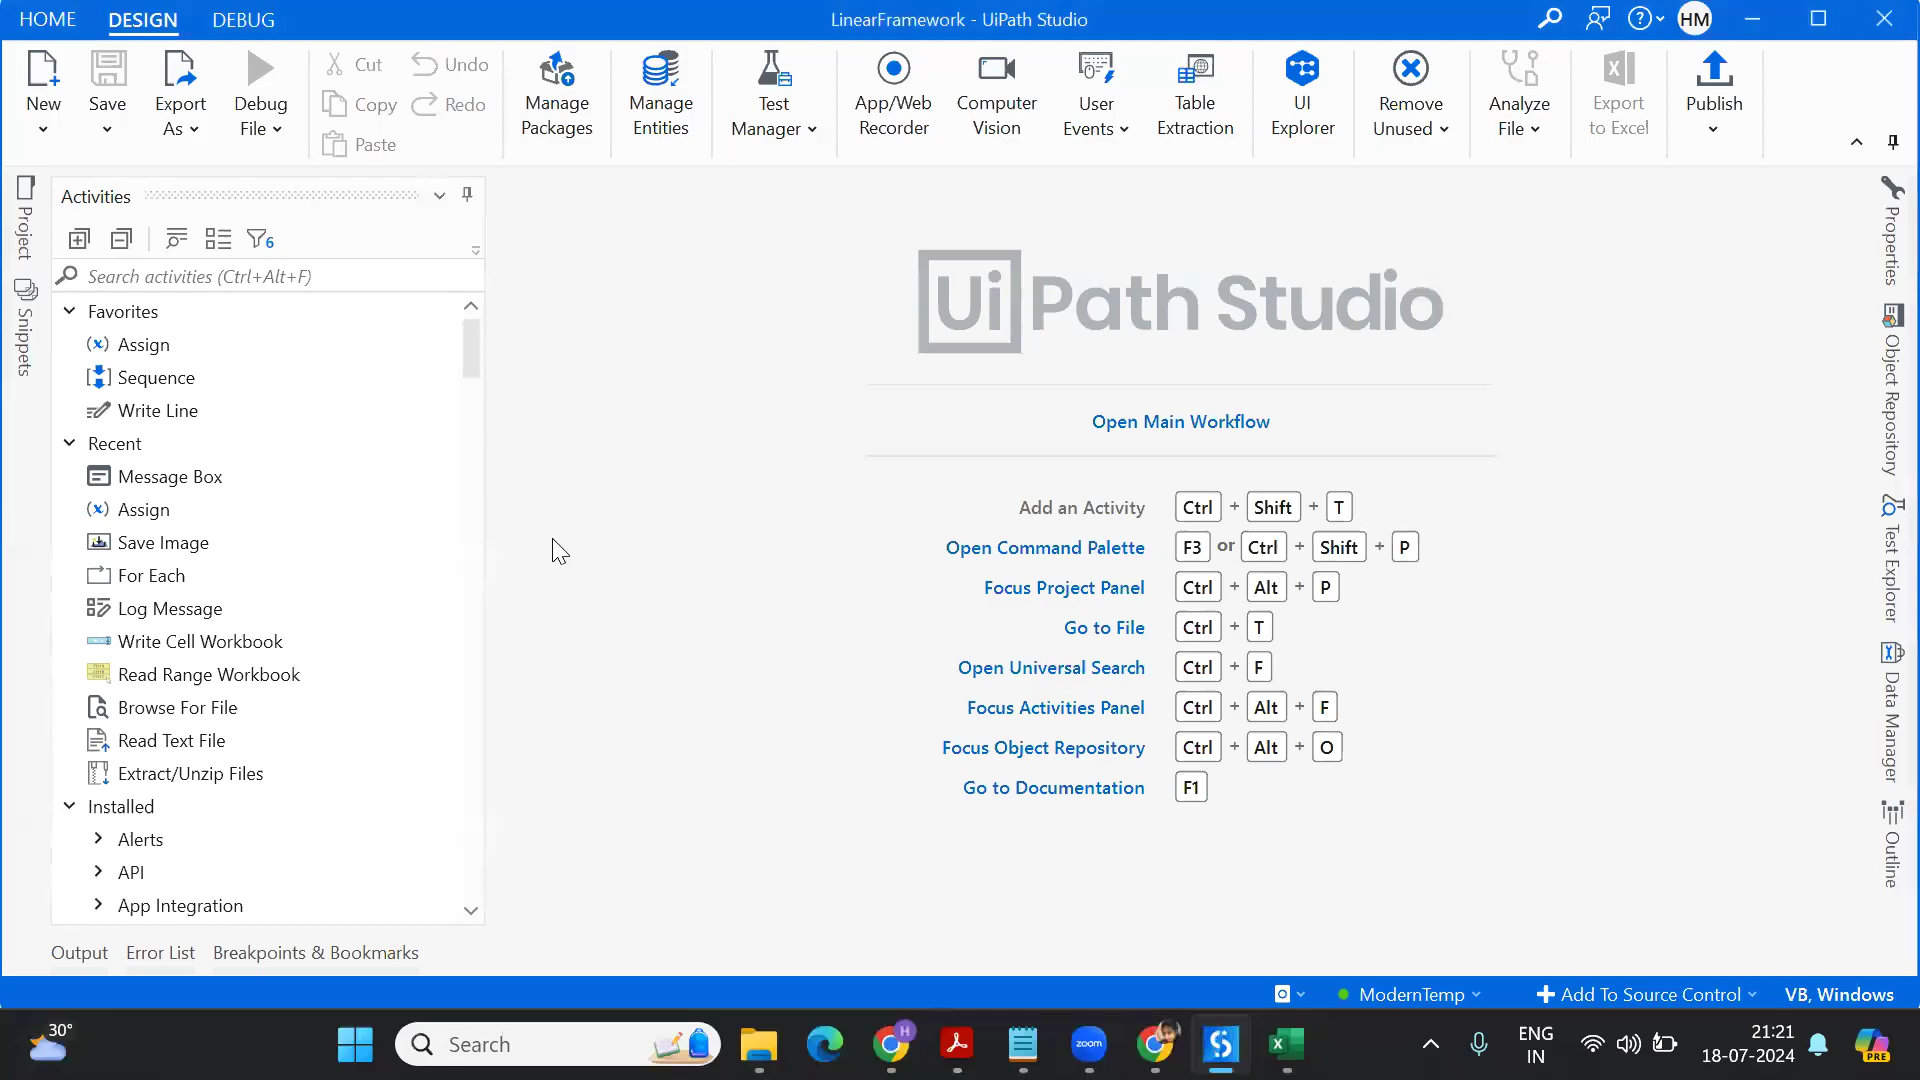 HOME DESIGN DEBUG LinearFramework - UiPath Studio HM
New Save Export As Debug File
Cut Undo
Copy Redo
Paste
Manage Packages
Manage Entities
Test Manager
App/Web Recorder
Computer Vision
User Events
Table Extraction
UI Explorer
Remove Unused
Analyze File
Export to Excel
Publish
Project
Snippets
Activities
6
Search activities (Ctrl+Alt+F)
Favorites
Assign
Sequence
Write Line
Recent
Message Box
Assign
Save Image
For Each
Log Message
Write Cell Workbook
Read Range Workbook
Browse For File
Read Text File
Extract/Unzip Files
Installed
Alerts
API
App Integration
UiPath Studio
Open Main Workflow
Add an Activity Ctrl + Shift + T
Open Command Palette F3 or Ctrl + Shift + P
Focus Project Panel Ctrl + Alt + P
Go to File Ctrl + T
Open Universal Search Ctrl + F
Focus Activities Panel Ctrl + Alt + F
Focus Object Repository Ctrl + Alt + O
Go to Documentation F1
Properties
Object Repository
Test Explorer
Data Manager
Outline
Output Error List Breakpoints & Bookmarks
ModernTemp Add To Source Control VB, Windows
30° Search H zoom ENG IN 21:21 18-07-2024 PRE